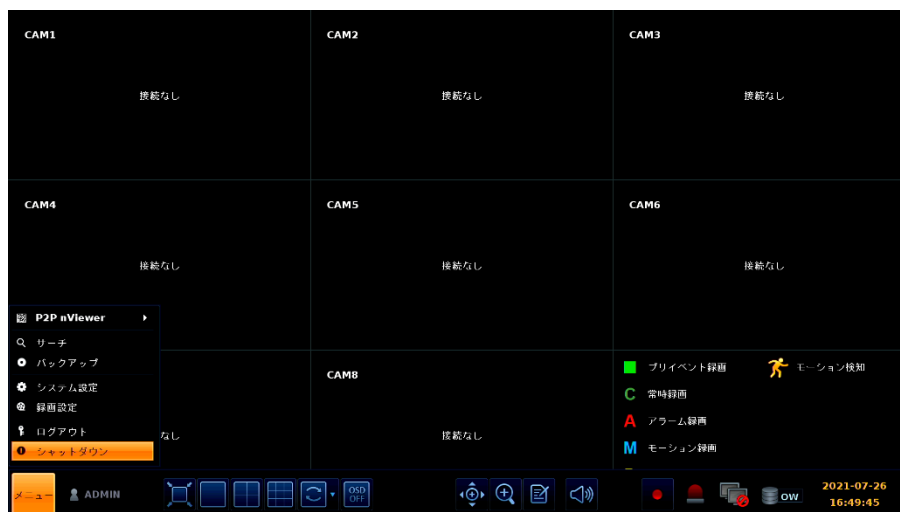 CAM1
接続なし
CAM2
接続なし
CAM3
接続なし
CAM4
接続なし
CAM5
接続なし
CAM6
接続なし
P2P nViewer
サーチ
バックアップ
システム設定
録画設定
ログアウト
シャットダウン
なし
CAM8
接続なし
プリイベント録画
モーション検知
C 常時録画
A アラーム録画
M モーション録画
メニュー
ADMIN
OSD
OFF
OW
2021-07-26
16:49:45